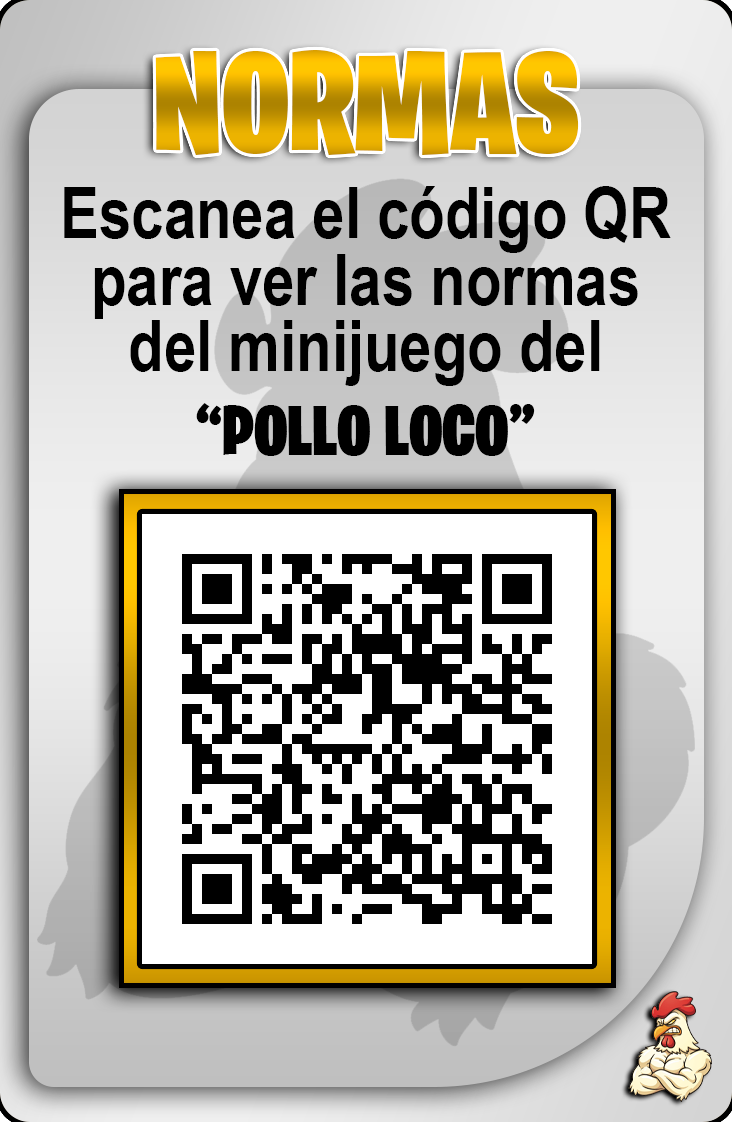 NORMAS
Escanea el código QR
para ver las normas
del minijuego del
“POLLO LOCO”